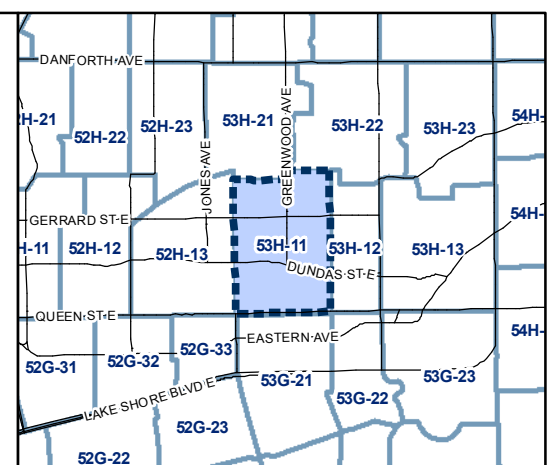 DANFORTH AVE
H-21
52H-22
52H-23
53H-21
53H-22
53H-23
54H-
JONES AVE
GREENWOOD AVE
GERRARD ST E
54H-
H-11
52H-12
52H-13
53H-11
53H-12
53H-13
DUNDAS ST E
QUEEN ST E
EASTERN AVE
54H-
52G-31
52G-32
52G-33
53G-21
53G-22
53G-23
LAKE SHORE BLVD E
52G-23
52G-22